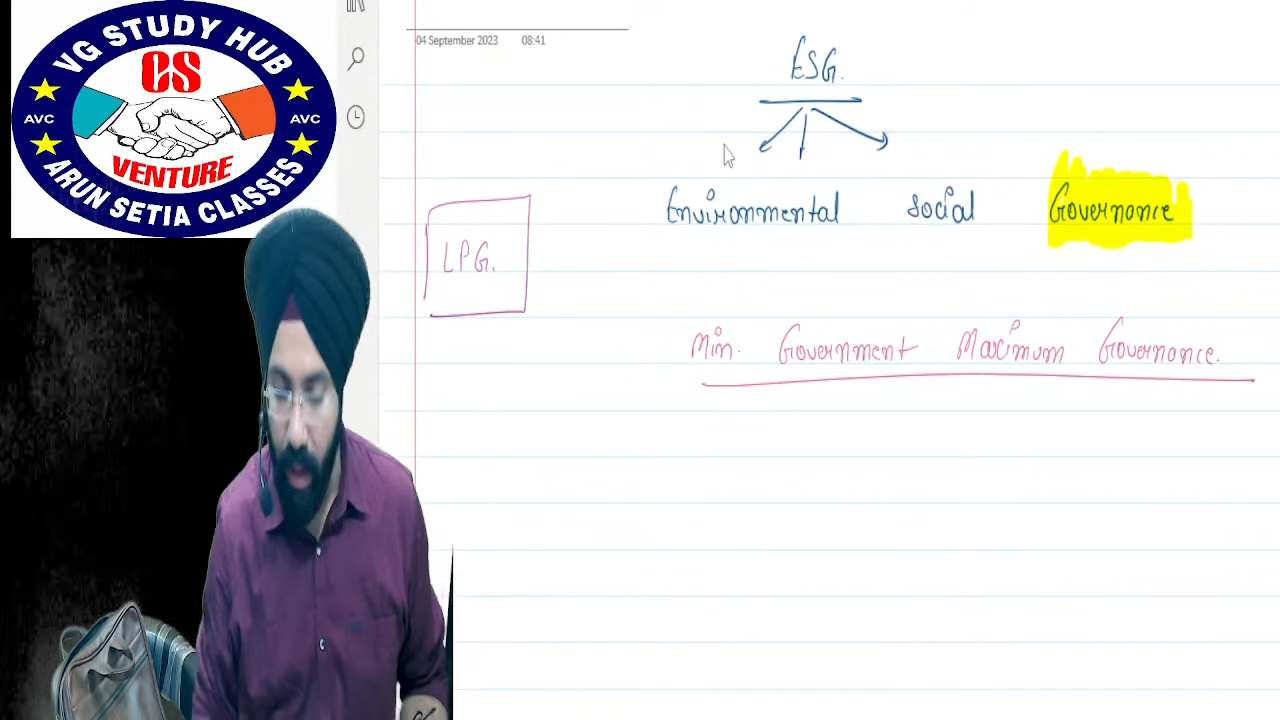 VG STUDY HUB
CS
AVC
AVC
VENTURE
ARUN SETIA CLASSES
04 September 2023 08:41
ESG.
Environmental Social Governance
LPG.
Min. Government Maximum Governance.